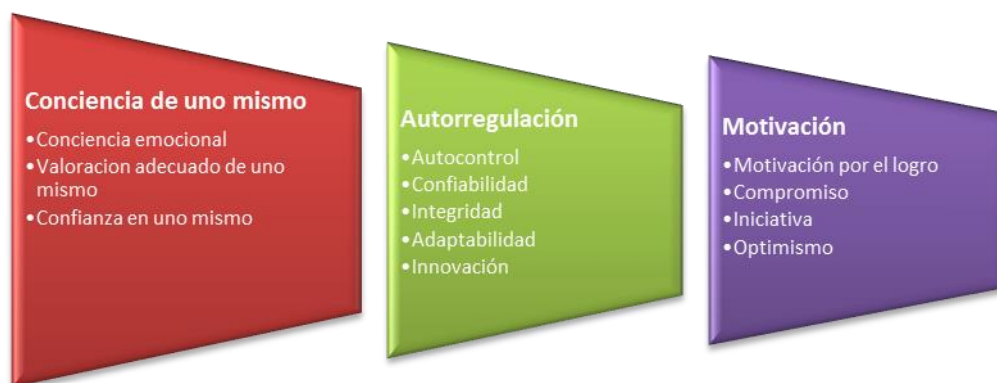 Conciencia de uno mismo
•Conciencia emocional
•Valoracion adecuado de uno
mismo
•Confianza en uno mismo
Autorregulación
•Autocontrol
•Confiabilidad
•Integridad
•Adaptabilidad
•Innovación
Motivación
•Motivación por el logro
•Compromiso
•Iniciativa
•Optimismo